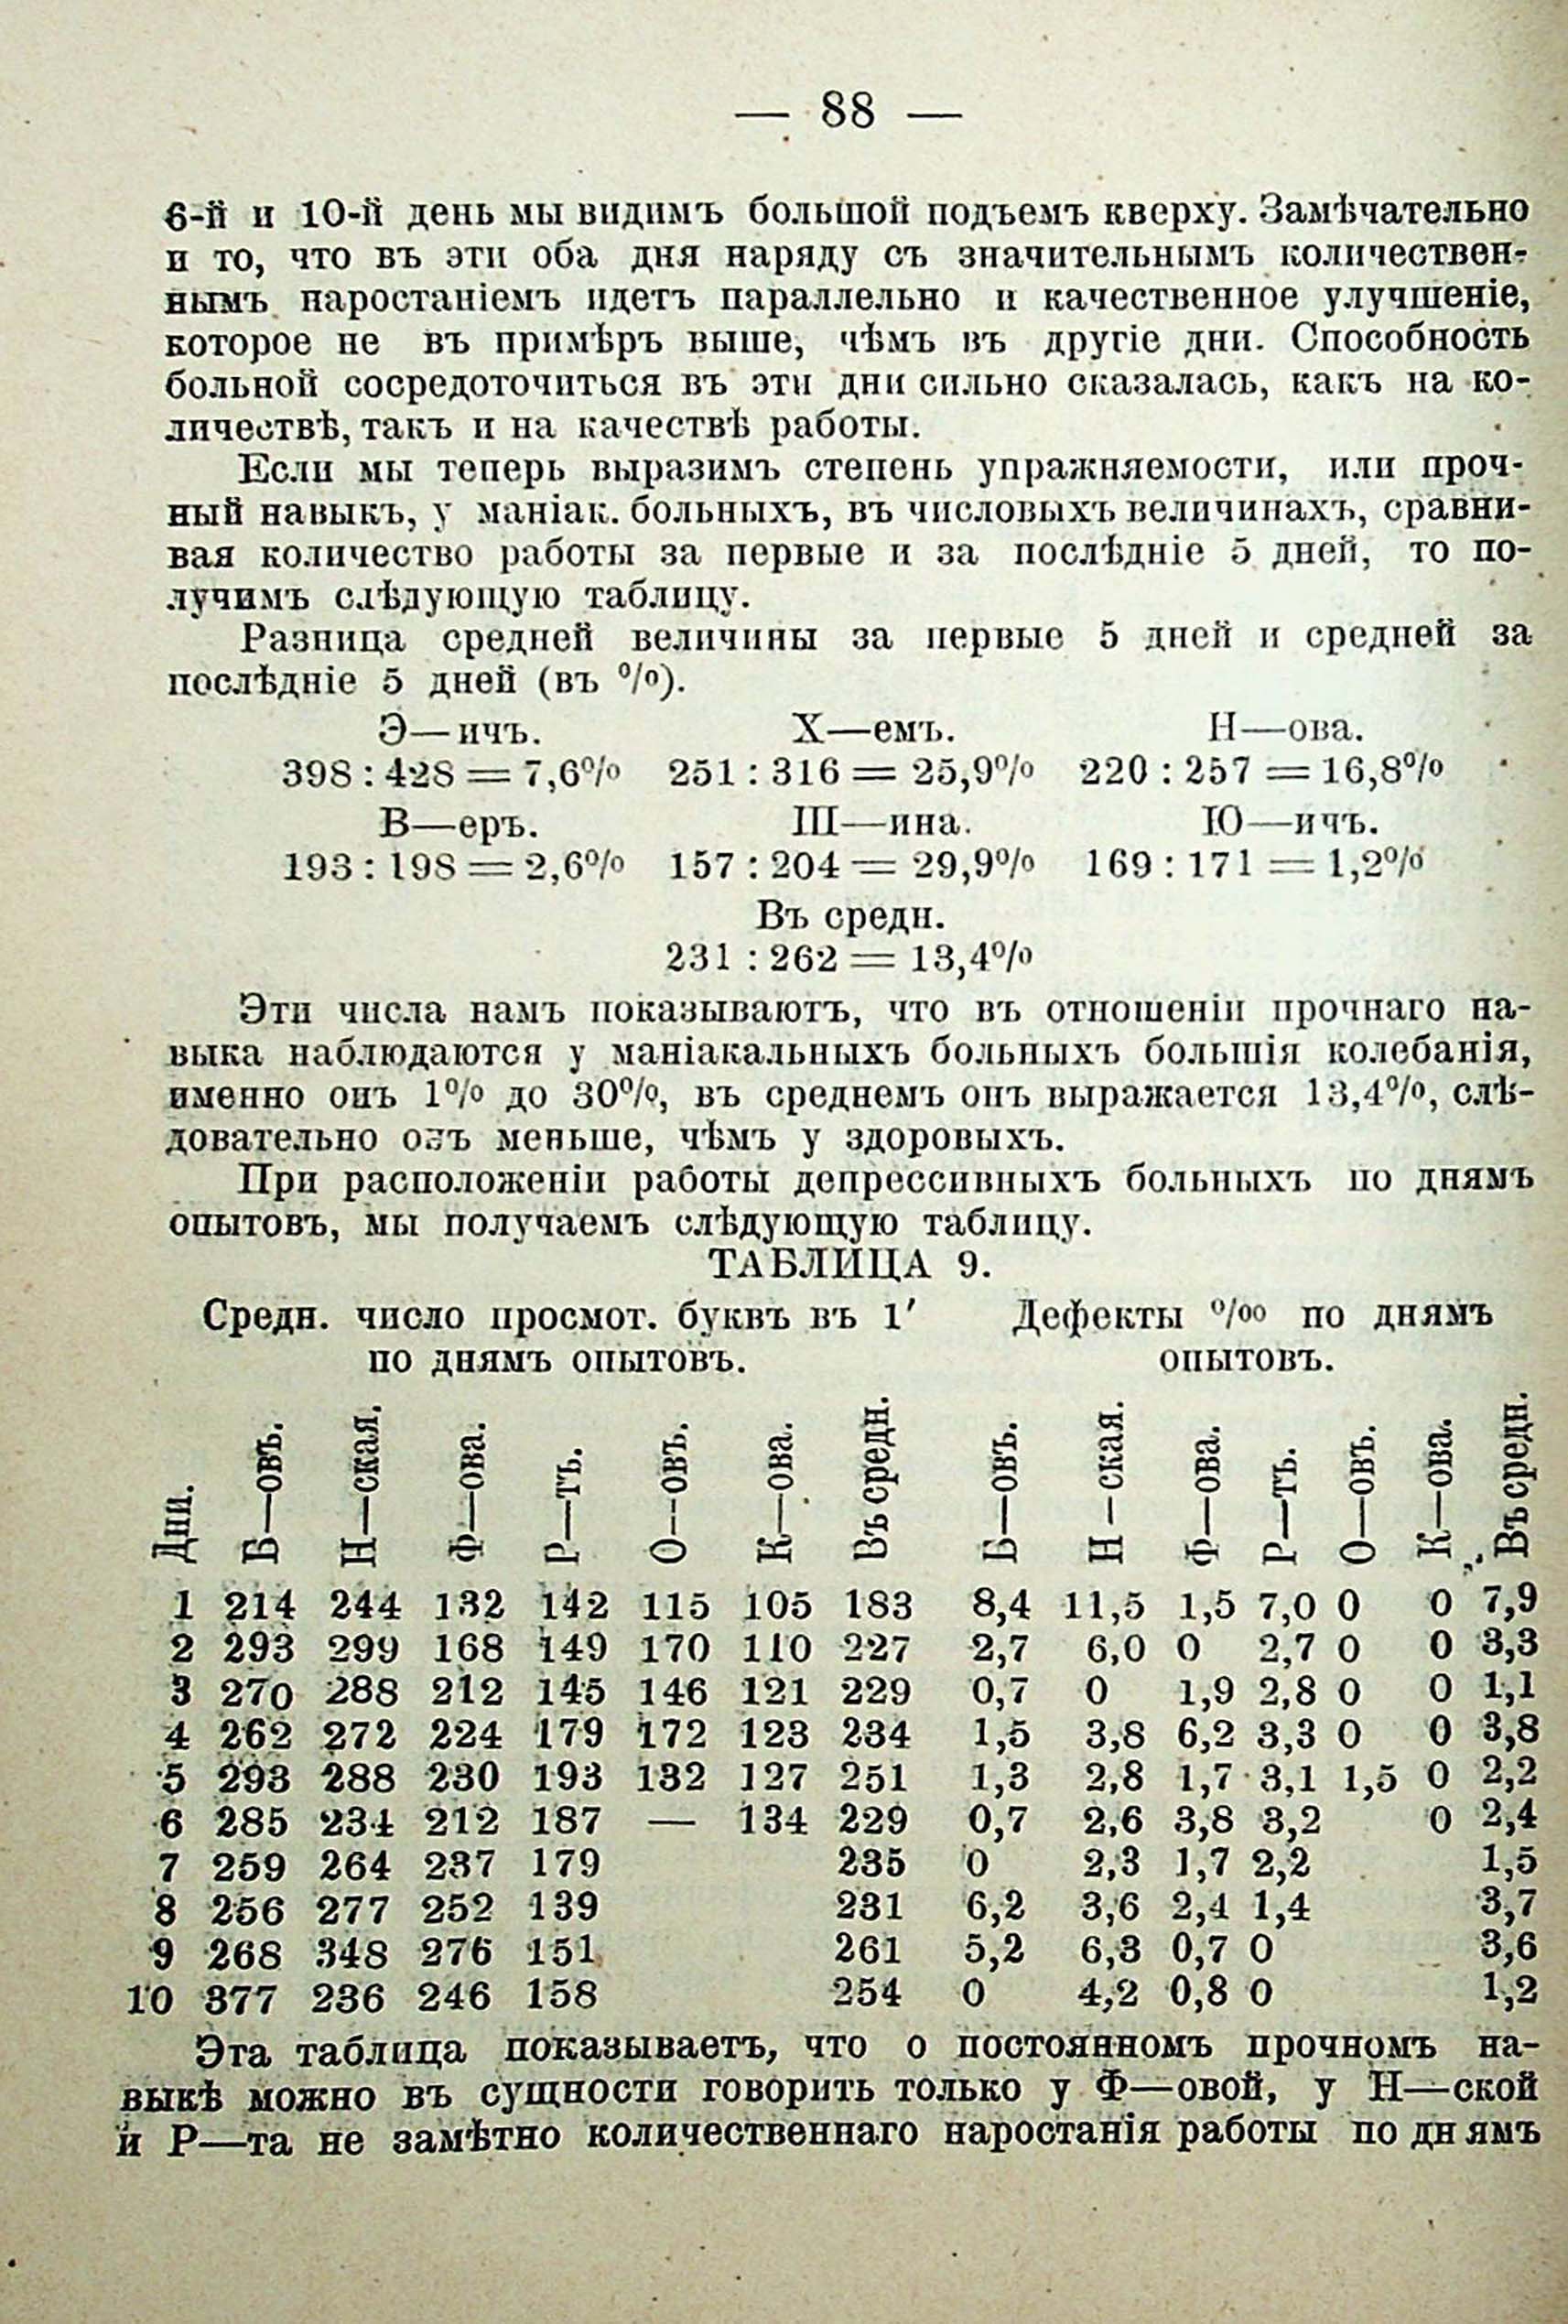 — 88 —
6-й и 10-й день мы видимъ большой подъемъ кверху. Замѣчательно
и то, что въ эти оба дня наряду съ значительнымъ количествен-
нымъ наростаніемъ идетъ параллельно и качественное улучшеніе,
которое не въ примѣръ выше, чѣмъ въ другіе дни. Способность
больной сосредоточиться въ эти дни сильно сказалась, какъ на ко-
личествѣ, такъ и на качествѣ работы.
Если мы теперь выразимъ степень упражняемости, или проч-
ный навыкъ, у маніак. больныхъ, въ числовыхъ величинахъ, сравни-
вая количество работы за первые и за послѣдніе 5 дней, то по-
лучимъ слѣдующую таблицу.
Разница средней величины за первые 5 дней и средней за
послѣдніе 5 дней (въ %).
Э—ичъ. Х—емъ. Н—ова.
398 : 428 = 7,6% 251 : 316 = 25,9% 220 : 257 = 16,8%
В—еръ. Ш—ина. Ю—ичъ.
193 : 198 = 2,6% 157 : 204 = 29,9% 169 : 171 = 1,2%
Въ средн.
231 : 262 = 13,4%
Эти числа намъ показываютъ, что въ отношеніи прочнаго на-
выка наблюдаются у маніакальныхъ больныхъ большія колебанія,
именно онъ 1% до 30%, въ среднемъ онъ выражается 13,4%, слѣ-
довательно онъ меньше, чѣмъ у здоровыхъ.
При расположеніи работы депрессивныхъ больныхъ по днямъ
опытовъ, мы получаемъ слѣдующую таблицу.
ТАБЛИЦА 9.
Средн. число просмот. буквъ въ 1′ Дефекты ‰ по днямъ
по днямъ опытовъ. опытовъ.
Дни. Б—овъ. Н—ская. Ф—ова. Р—тъ. О—овъ. К—ова. Въ средн. Б—овъ. Н—ская. Ф—ова. Р—тъ. О—овъ. К—ова. Въ средн.
1 214 244 132 142 115 105 183 8,4 11,5 1,5 7,0 0 0 7,9
2 293 299 168 149 170 110 227 2,7 6,0 0 2,7 0 0 3,3
3 270 288 212 145 146 121 229 0,7 0 1,9 2,8 0 0 1,1
4 262 272 224 179 172 123 234 1,5 3,8 6,2 3,3 0 0 3,8
5 293 288 230 193 132 127 251 1,3 2,8 1,7 3,1 1,5 0 2,2
6 285 234 212 187 — 134 229 0,7 2,6 3,8 3,2 0 2,4
7 259 264 237 179 235 0 2,3 1,7 2,2 1,5
8 256 277 252 139 231 6,2 3,6 2,4 1,4 3,7
9 268 348 276 151 261 5,2 6,3 0,7 0 3,6
10 377 236 246 158 254 0 4,2 0,8 0 1,2
Эта таблица показываетъ, что о постоянномъ прочномъ на-
выкѣ можно въ сущности говорить только у Ф—овой, у Н—ской
и Р—та не замѣтно количественнаго наростанія работы по днямъ